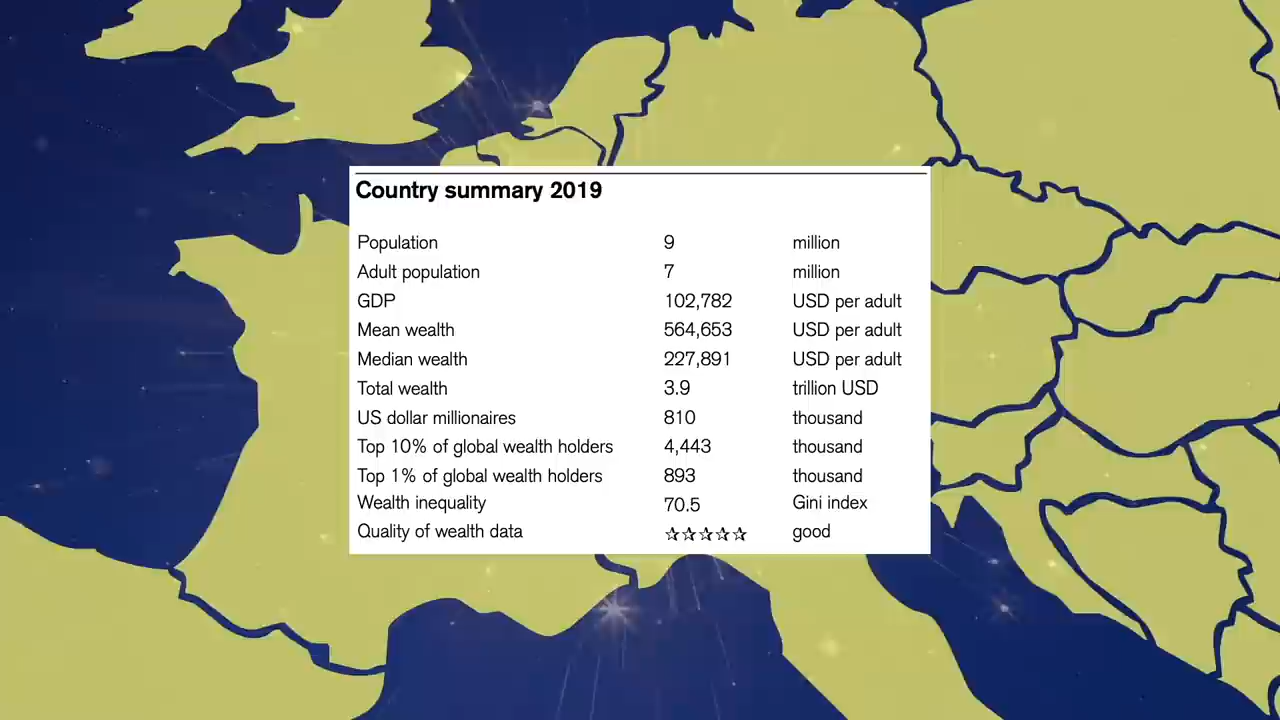 Country summary 2019
Population 9 million
Adult population 7 million
GDP 102,782 USD per adult
Mean wealth 564,653 USD per adult
Median wealth 227,891 USD per adult
Total wealth 3.9 trillion USD
US dollar millionaires 810 thousand
Top 10% of global wealth holders 4,443 thousand
Top 1% of global wealth holders 893 thousand
Wealth inequality 70.5 Gini index
Quality of wealth data ☆☆☆☆☆ good